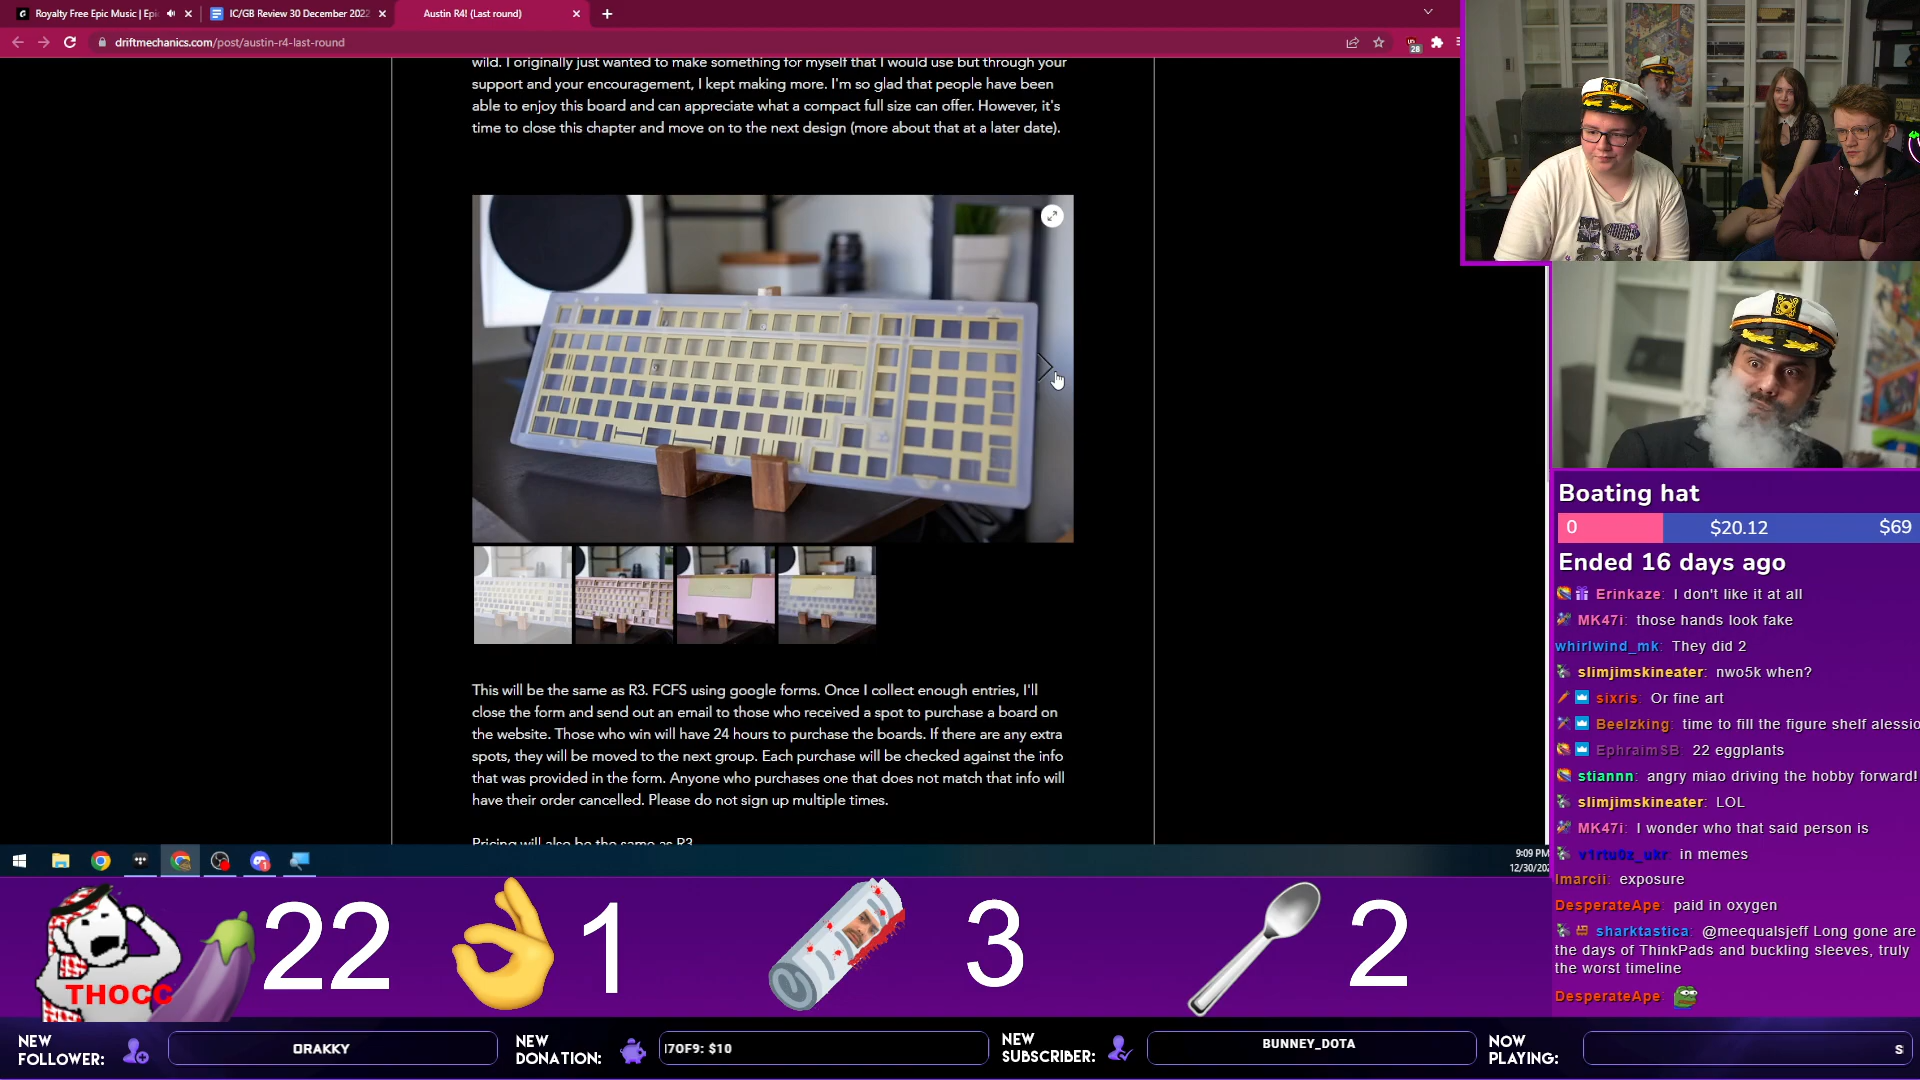 Royalty Free Epic Music | Epi
IC/GB Review 30 December 2022
Austin R4! (Last round)
driftmechanics.com/post/austin-r4-last-round
28
wild. I originally just wanted to make something for myself that I would use but through your
support and your encouragement, I kept making more. I'm so glad that people have been
able to enjoy this board and can appreciate what a compact full size can offer. However, it's
time to close this chapter and move on to the next design (more about that at a later date).
This will be the same as R3. FCFS using google forms. Once I collect enough entries, I'll
close the form and send out an email to those who received a spot to purchase a board on
the website. Those who win will have 24 hours to purchase the boards. If there are any extra
spots, they will be moved to the next group. Each purchase will be checked against the info
that was provided in the form. Anyone who purchases one that does not match that info will
have their order cancelled. Please do not sign up multiple times.
Pricing will also be the same as R3
9:09 PM
12/30/202
Boating hat
0 $20.12 $69
Ended 16 days ago
Erinkaze: I don't like it at all
MK47i: those hands look fake
whirlwind_mk: They did 2
slimjimskineater: nwo5k when?
sixris: Or fine art
Beelzking: time to fill the figure shelf alessio
EphraimSB: 22 eggplants
stiannn: angry miao driving the hobby forward!
slimjimskineater: LOL
MK47i: I wonder who that said person is
v1rtu0z_ukr: in memes
lmarcii: exposure
DesperateApe: paid in oxygen
sharktastica: @meequalsjeff Long gone are
the days of ThinkPads and buckling sleeves, truly
the worst timeline
DesperateApe:
THOCC
22
1
3
2
NEW
FOLLOWER:
DRAKKY
NEW
DONATION:
I70F9: $10
NEW
SUBSCRIBER:
BUNNEY_DOTA
NOW
PLAYING:
S